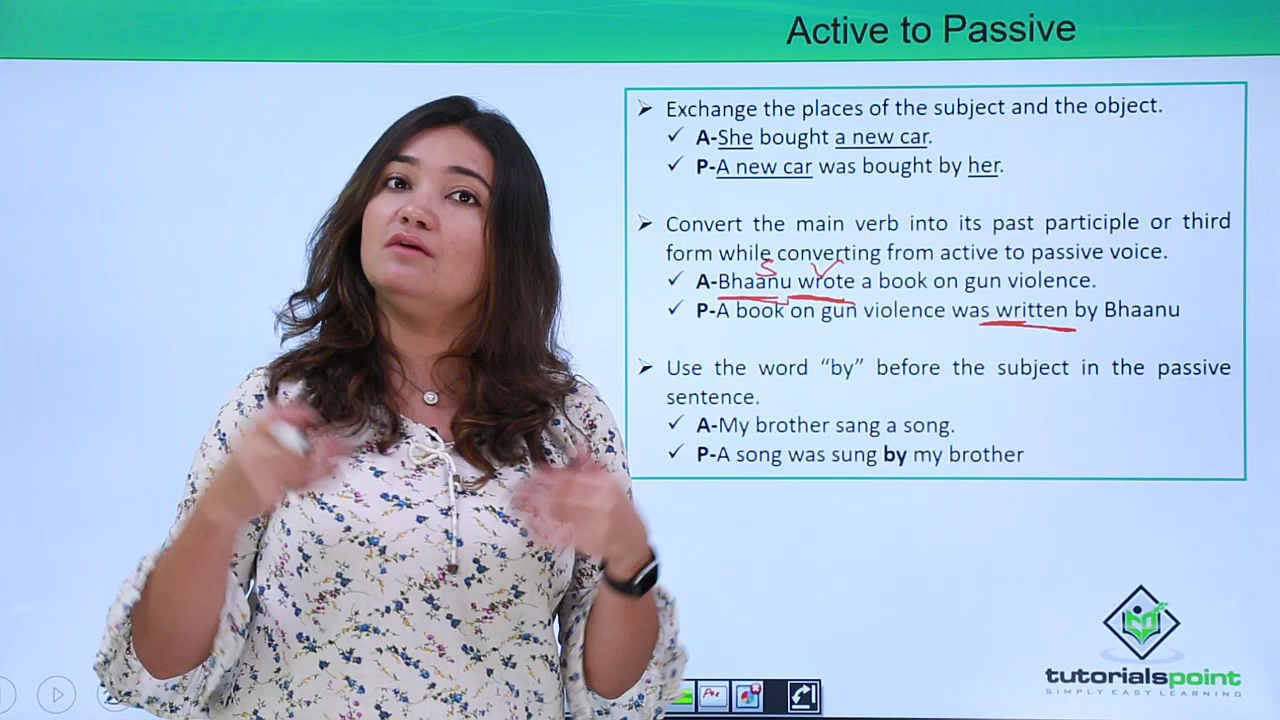 Active to Passive
➢ Exchange the places of the subject and the object.
✓ A-She bought a new car.
✓ P-A new car was bought by her.
➢ Convert the main verb into its past participle or third
form while converting from active to passive voice.
S V
✓ A-Bhaanu wrote a book on gun violence.
✓ P-A book on gun violence was written by Bhaanu
➢ Use the word “by” before the subject in the passive
sentence.
✓ A-My brother sang a song.
✓ P-A song was sung by my brother
tutorialspoint
SIMPLY EASY LEARNING
Pen